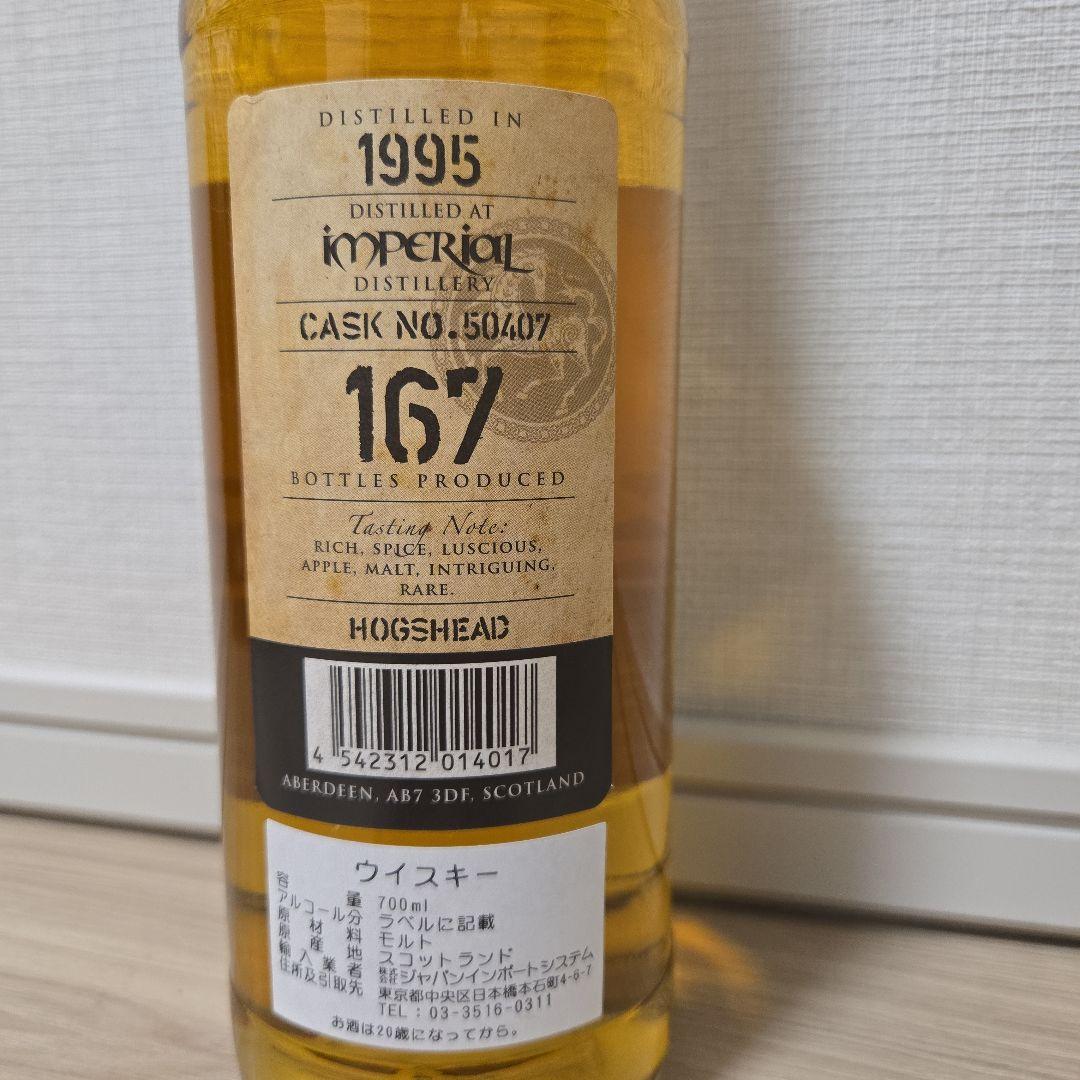 DISTILLED IN
1995
DISTILLED AT
imperial
DISTILLERY
CASK NO.50407
167
BOTTLES PRODUCED
Tasting Note:
RICH, SPICE, LUSCIOUS,
APPLE, MALT, INTRIGUING,
RARE.
HOGSHEAD
4 542312 014017
ABERDEEN, AB7 3DF, SCOTLAND
ウイスキー
容量 700ml
アルコール分 ラベルに記載
原材料 モルト
原産地 スコットランド
輸入業者 株式会社ジャパンインポートシステム
住所及引取先 東京都中央区日本橋本石町4-6-7
TEL：03-3516-0311
お酒は20歳になってから。